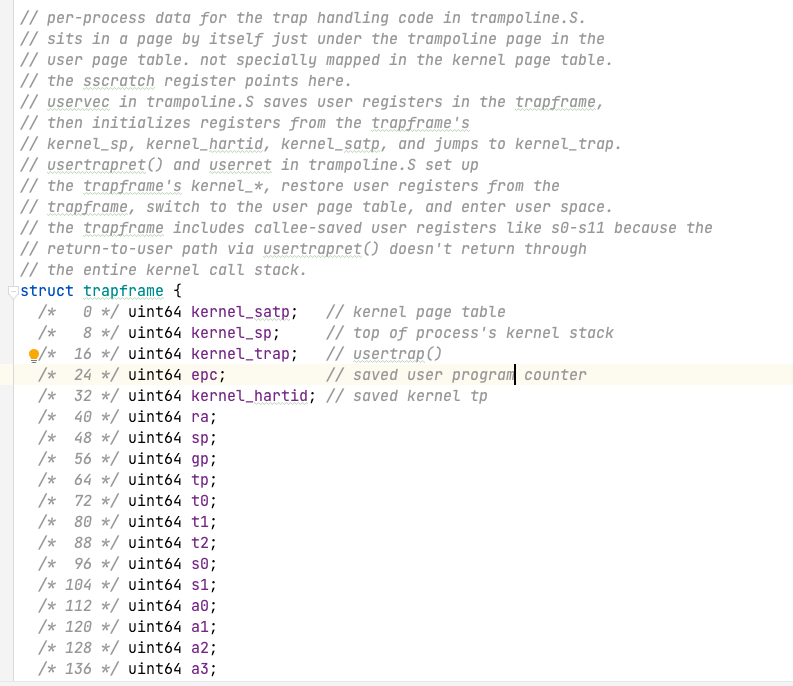 // per-process data for the trap handling code in trampoline.S.
// sits in a page by itself just under the trampoline page in the
// user page table. not specially mapped in the kernel page table.
// the sscratch register points here.
// uservec in trampoline.S saves user registers in the trapframe,
// then initializes registers from the trapframe's
// kernel_sp, kernel_hartid, kernel_satp, and jumps to kernel_trap.
// usertrapret() and userret in trampoline.S set up
// the trapframe's kernel_*, restore user registers from the
// trapframe, switch to the user page table, and enter user space.
// the trapframe includes callee-saved user registers like s0-s11 because the
// return-to-user path via usertrapret() doesn't return through
// the entire kernel call stack.
struct trapframe {
  /*   0 */ uint64 kernel_satp;   // kernel page table
  /*   8 */ uint64 kernel_sp;     // top of process's kernel stack
  /*  16 */ uint64 kernel_trap;   // usertrap()
  /*  24 */ uint64 epc;           // saved user program counter
  /*  32 */ uint64 kernel_hartid; // saved kernel tp
  /*  40 */ uint64 ra;
  /*  48 */ uint64 sp;
  /*  56 */ uint64 gp;
  /*  64 */ uint64 tp;
  /*  72 */ uint64 t0;
  /*  80 */ uint64 t1;
  /*  88 */ uint64 t2;
  /*  96 */ uint64 s0;
  /* 104 */ uint64 s1;
  /* 112 */ uint64 a0;
  /* 120 */ uint64 a1;
  /* 128 */ uint64 a2;
  /* 136 */ uint64 a3;